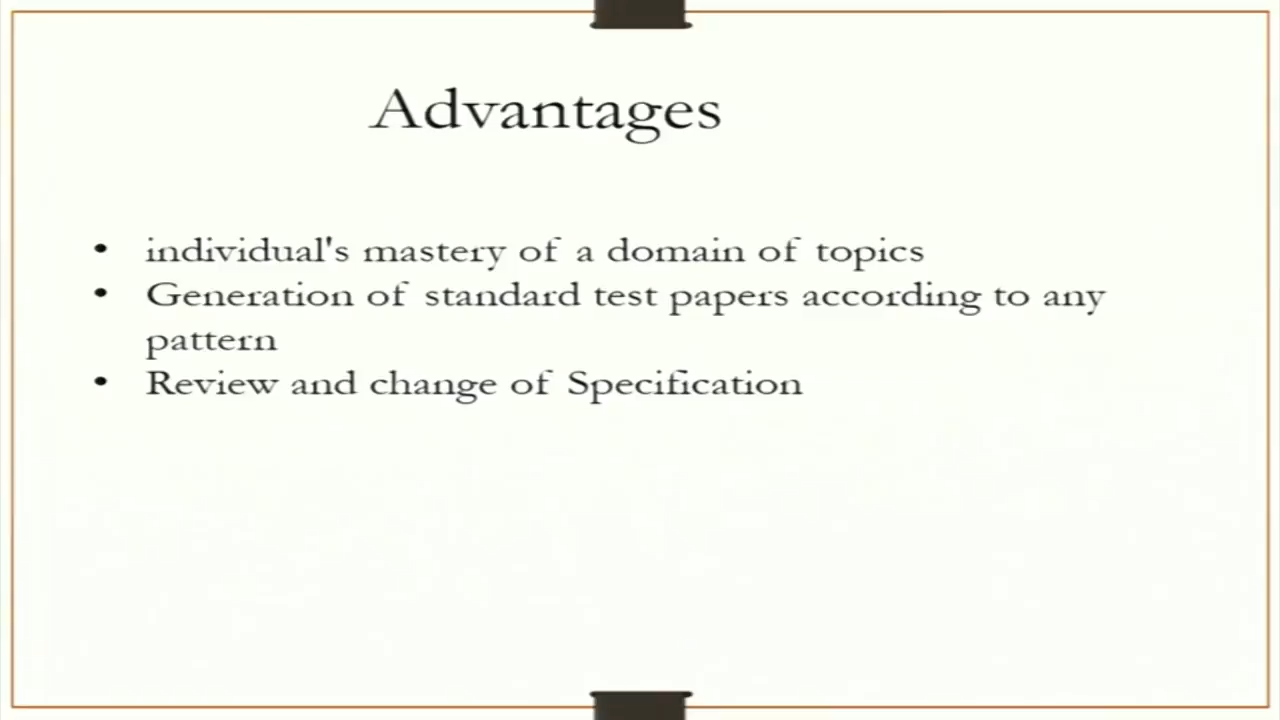 Advantages
• individual's mastery of a domain of topics
• Generation of standard test papers according to any
pattern
• Review and change of Specification